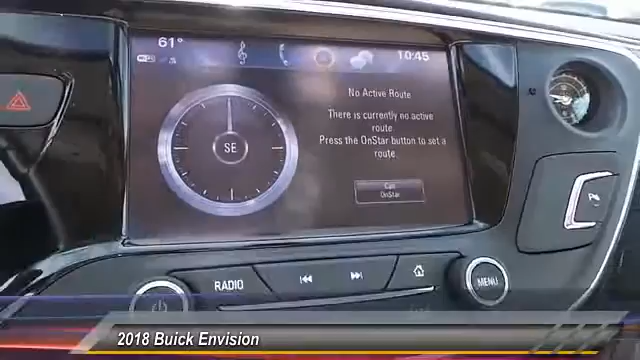 61°
10:45
No Active Route
There is currently no active
route.
Press the OnStar button to set a
route.
SE
Call
OnStar
RADIO
MENU
2018 Buick Envision